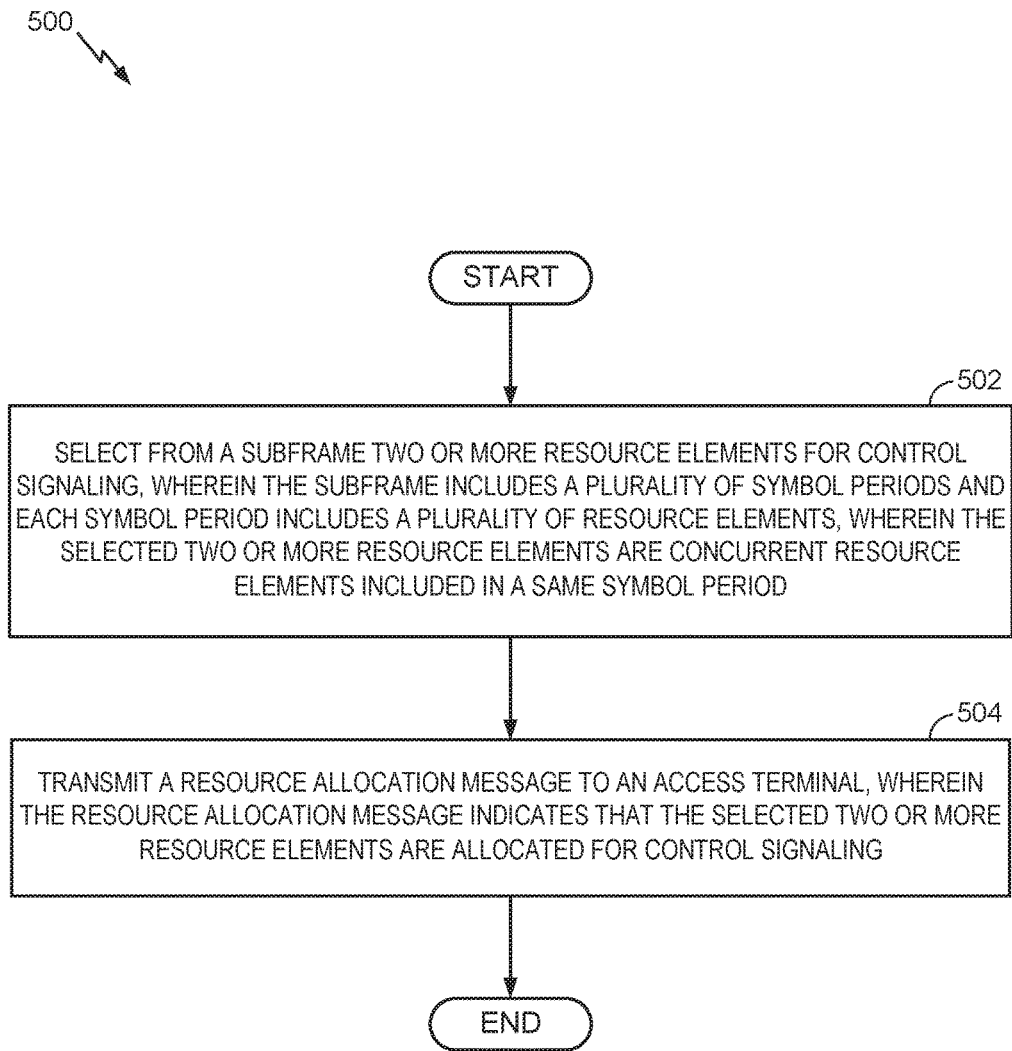 500
START
502
SELECT FROM A SUBFRAME TWO OR MORE RESOURCE ELEMENTS FOR CONTROL
SIGNALING, WHEREIN THE SUBFRAME INCLUDES A PLURALITY OF SYMBOL PERIODS AND
EACH SYMBOL PERIOD INCLUDES A PLURALITY OF RESOURCE ELEMENTS, WHEREIN THE
SELECTED TWO OR MORE RESOURCE ELEMENTS ARE CONCURRENT RESOURCE
ELEMENTS INCLUDED IN A SAME SYMBOL PERIOD
504
TRANSMIT A RESOURCE ALLOCATION MESSAGE TO AN ACCESS TERMINAL, WHEREIN
THE RESOURCE ALLOCATION MESSAGE INDICATES THAT THE SELECTED TWO OR MORE
RESOURCE ELEMENTS ARE ALLOCATED FOR CONTROL SIGNALING
END